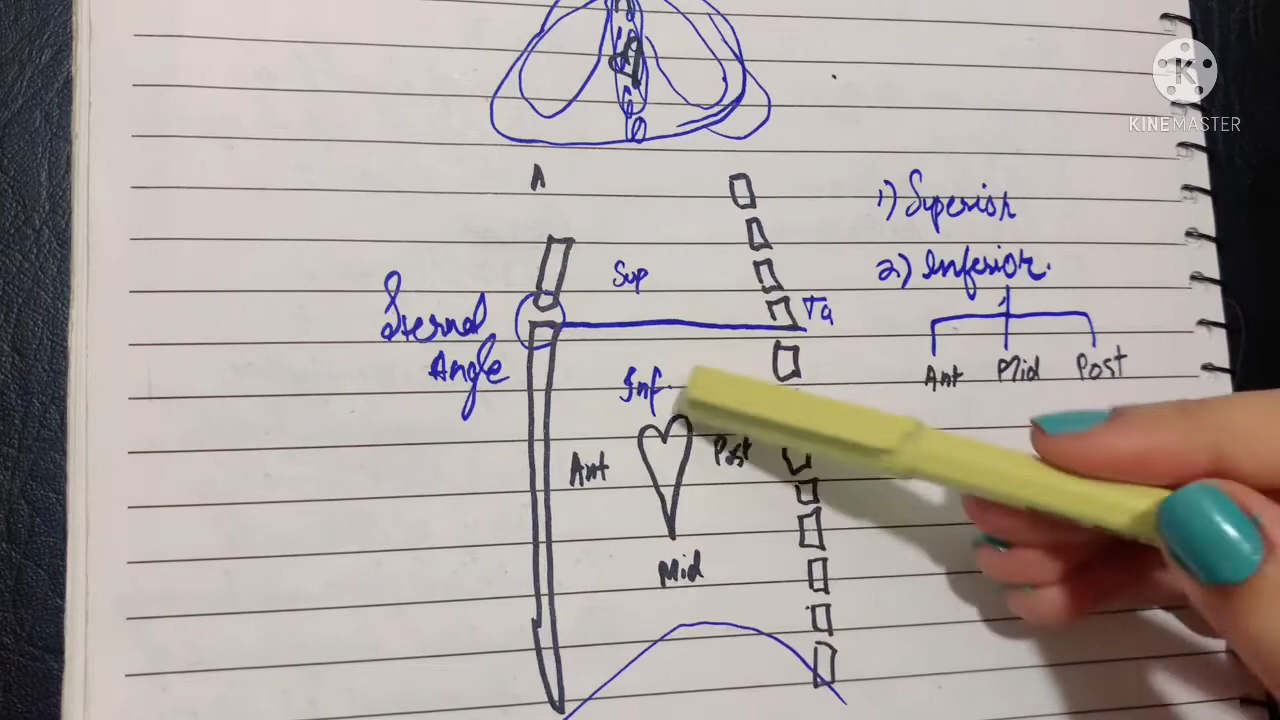 K
KINEMASTER
A
1) Superior
Sup
2) Inferior.
Sternal
Angle
T4
Inf.
Ant Mid Post
Ant
Post
Mid